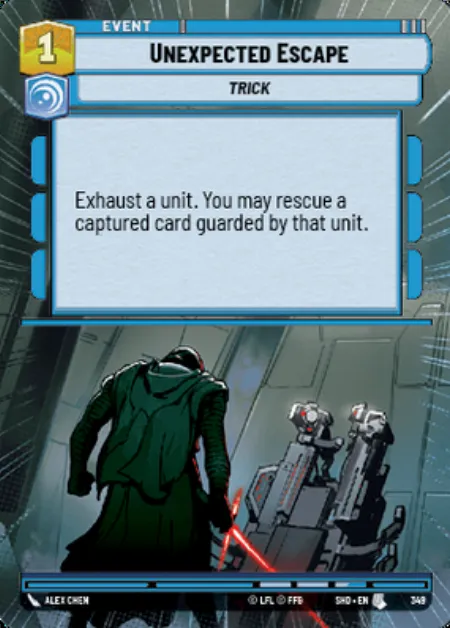 EVENT
1
UNEXPECTED ESCAPE
TRICK
Exhaust a unit. You may rescue a
captured card guarded by that unit.
ALEX CHEN
© LFL © FFG
SHD • EN
349